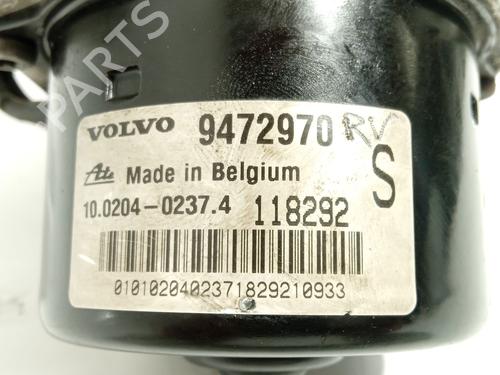 PARTS
VOLVO 9472970 RV
Ate Made in Belgium S
10.0204-0237.4 118292
0101020402371829210933